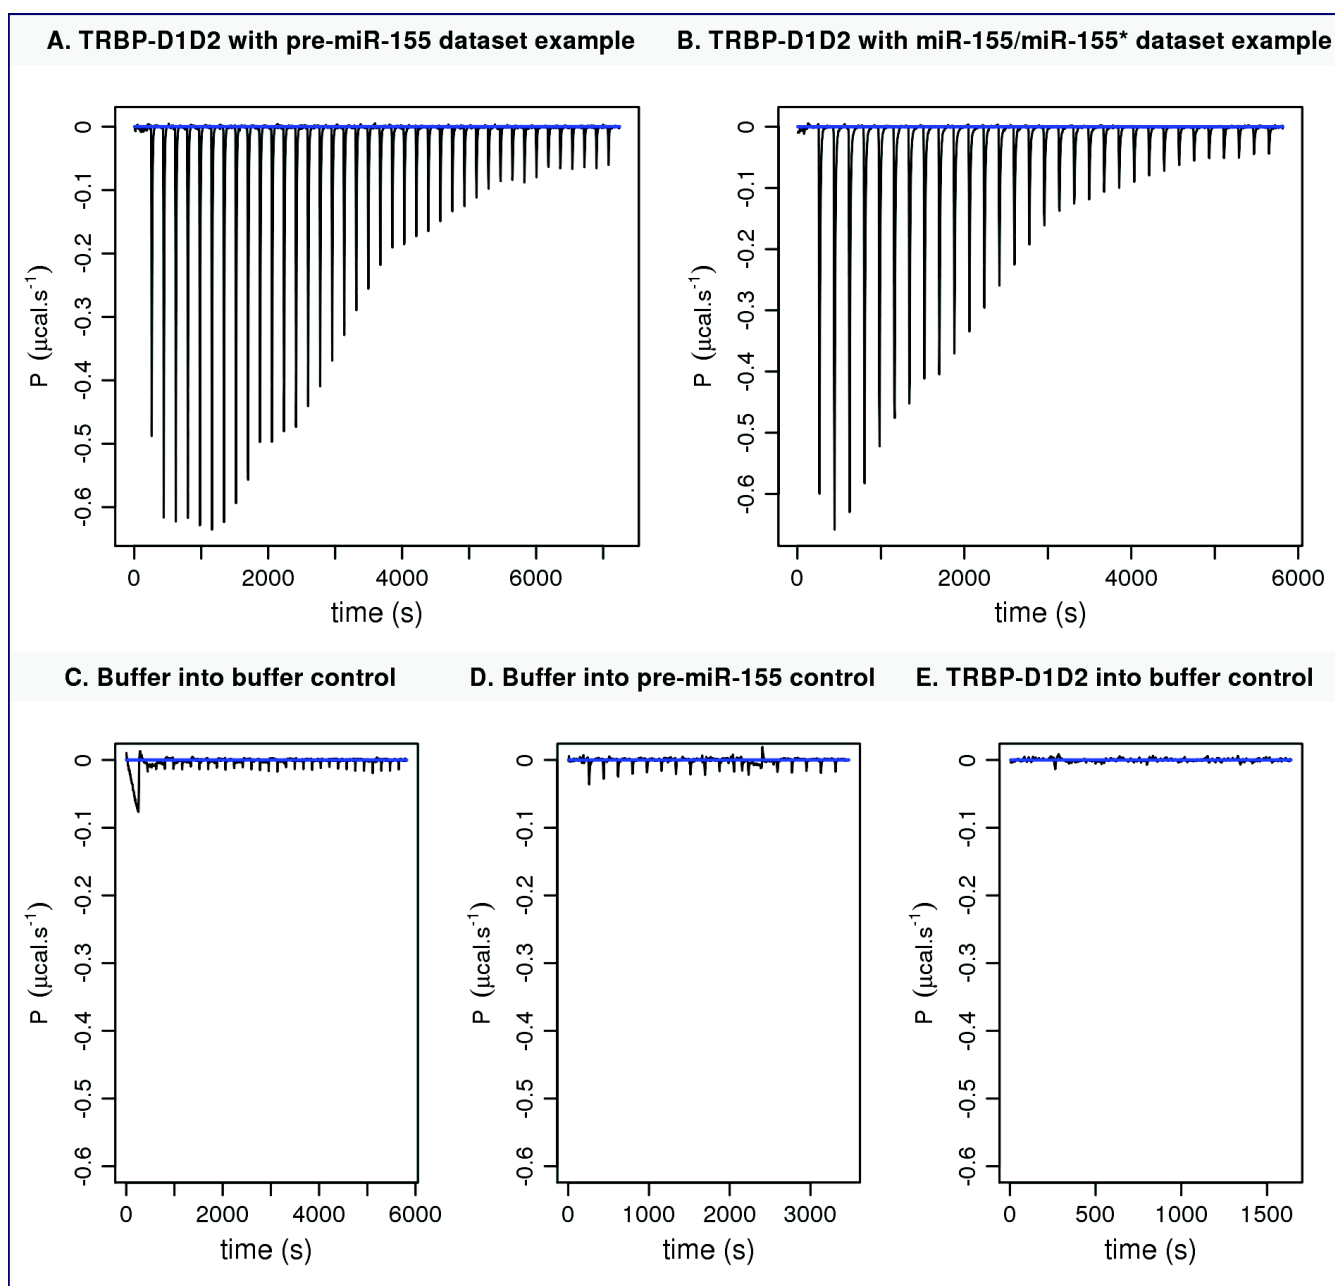 A. TRBP-D1D2 with pre-miR-155 dataset example
B. TRBP-D1D2 with miR-155/miR-155* dataset example
P (μcal.s⁻¹)
0
-0.1
-0.2
-0.3
-0.4
-0.5
-0.6
0 2000 4000 6000
time (s)
P (μcal.s⁻¹)
0
-0.1
-0.2
-0.3
-0.4
-0.5
-0.6
0 2000 4000 6000
time (s)
C. Buffer into buffer control
D. Buffer into pre-miR-155 control
E. TRBP-D1D2 into buffer control
P (μcal.s⁻¹)
0
-0.1
-0.2
-0.3
-0.4
-0.5
-0.6
0 2000 4000 6000
time (s)
P (μcal.s⁻¹)
0
-0.1
-0.2
-0.3
-0.4
-0.5
-0.6
0 1000 2000 3000
time (s)
P (μcal.s⁻¹)
0
-0.1
-0.2
-0.3
-0.4
-0.5
-0.6
0 500 1000 1500
time (s)